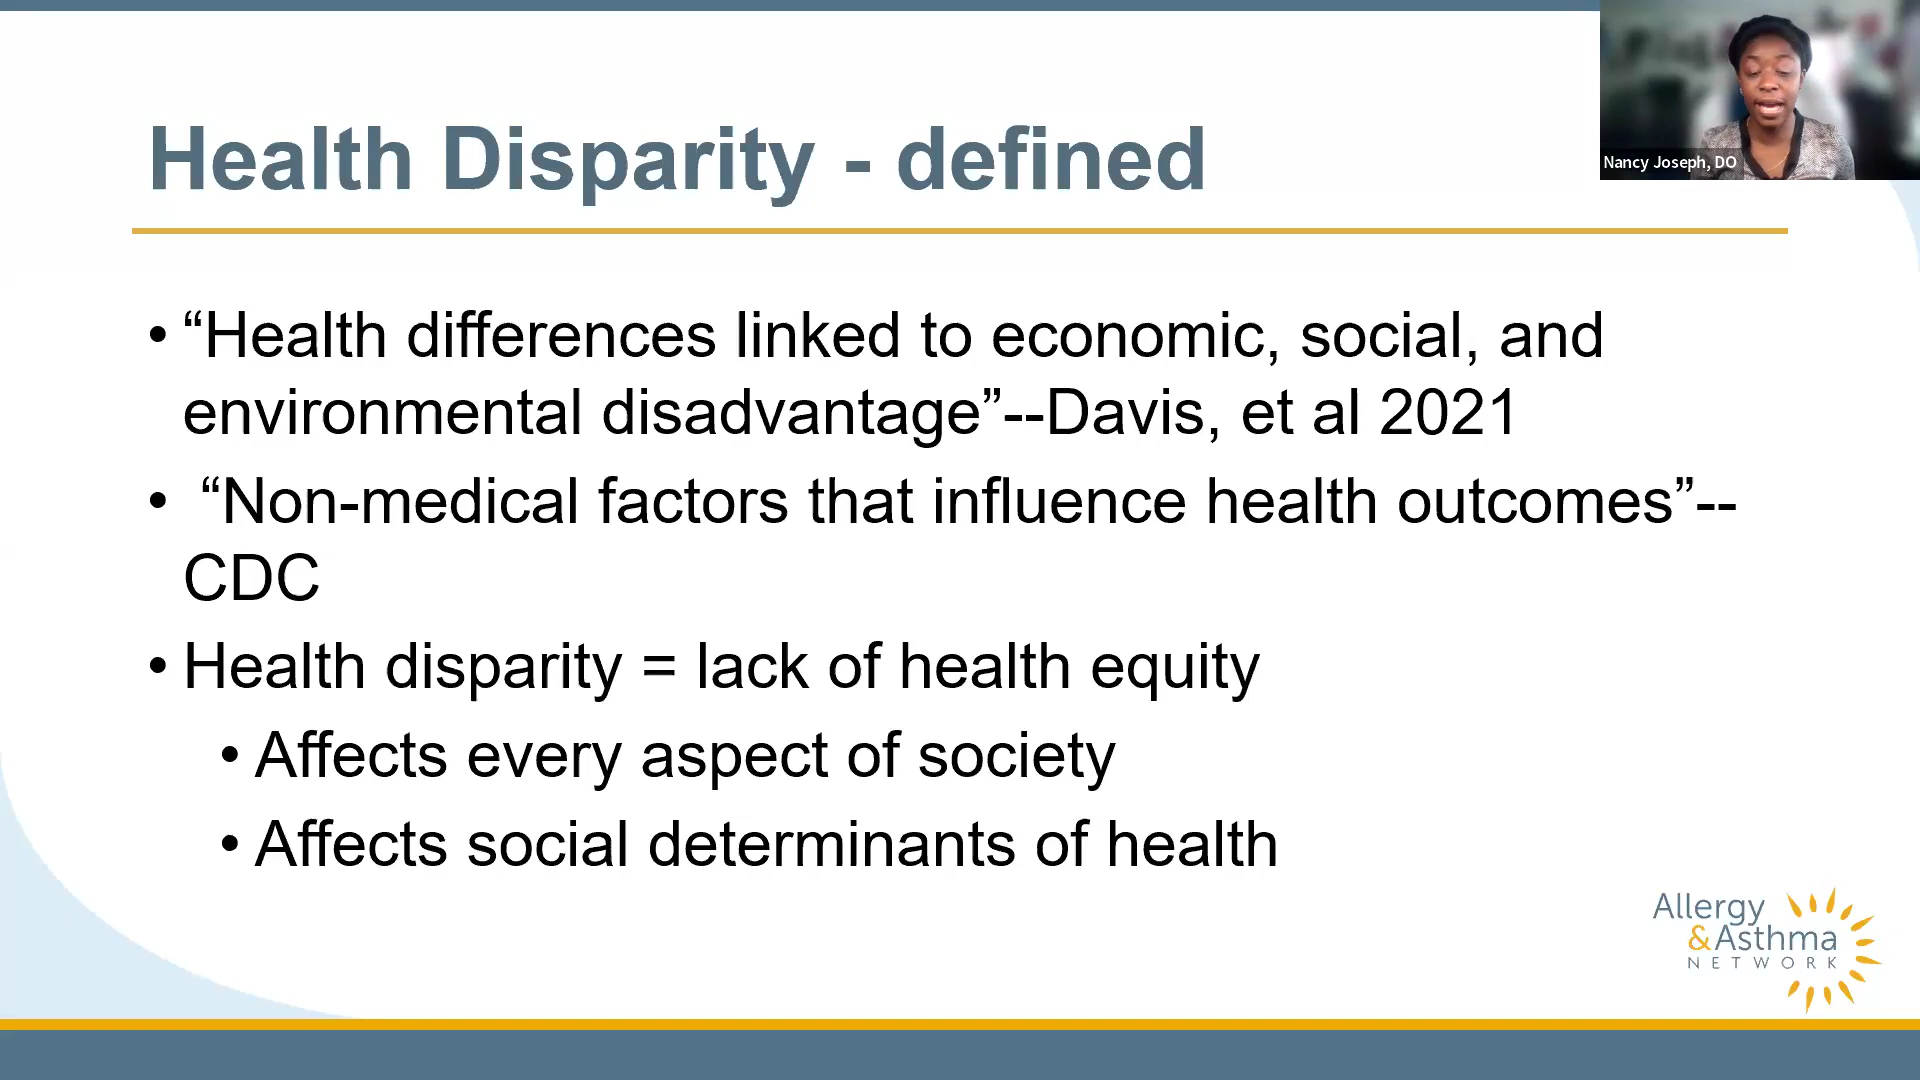 Nancy Joseph, DO
Health Disparity - defined
• “Health differences linked to economic, social, and
environmental disadvantage”--Davis, et al 2021
• “Non-medical factors that influence health outcomes”--
CDC
• Health disparity = lack of health equity
• Affects every aspect of society
• Affects social determinants of health
Allergy
&Asthma
NETWORK